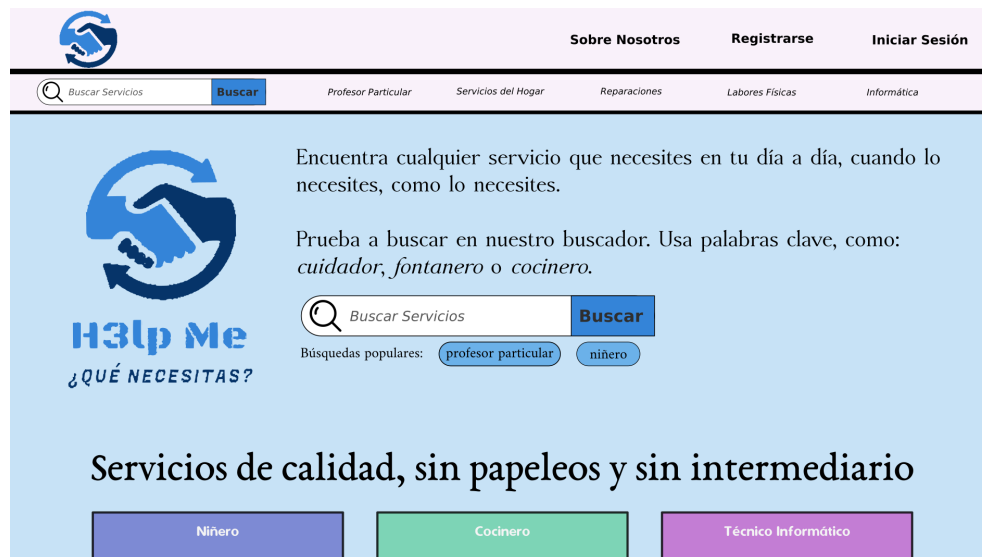 Sobre Nosotros Registrarse Iniciar Sesión
Buscar Servicios Buscar Profesor Particular Servicios del Hogar Reparaciones Labores Físicas Informática
Encuentra cualquier servicio que necesites en tu día a día, cuando lo
necesites, como lo necesites.
Prueba a buscar en nuestro buscador. Usa palabras clave, como:
cuidador, fontanero o cocinero.
Buscar Servicios Buscar
Búsquedas populares: profesor particular niñero
H3lp Me
¿QUÉ NECESITAS?
Servicios de calidad, sin papeleos y sin intermediario
Niñero Cocinero Técnico Informático